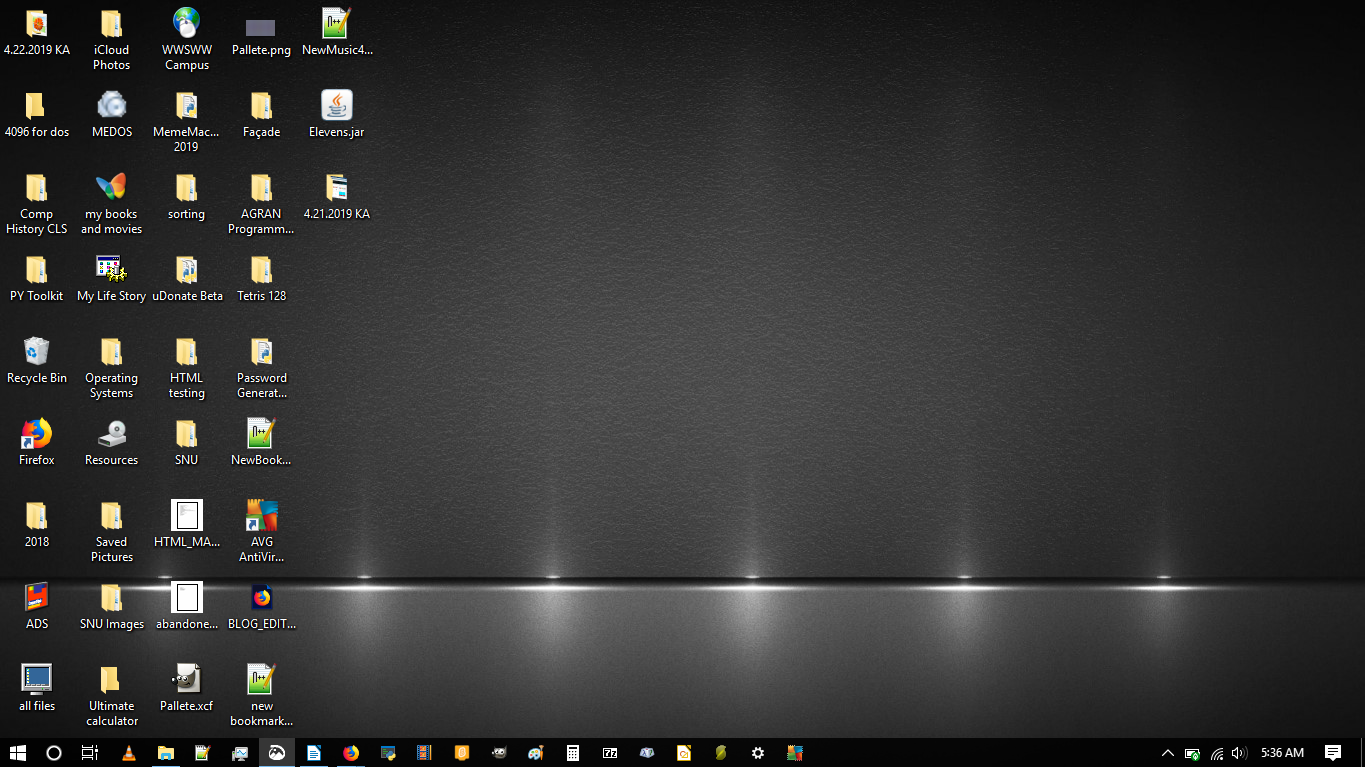 4.22.2019 KA
iCloud
Photos
WWSWW
Campus
Pallete.png
NewMusic4...
4096 for dos
MEDOS
MemeMac...
2019
Façade
Elevens.jar
Comp
History CLS
my books
and movies
sorting
AGRAN
Programm...
4.21.2019 KA
PY Toolkit
My Life Story
uDonate Beta
Tetris 128
Recycle Bin
Operating
Systems
HTML
testing
Password
Generat...
Firefox
Resources
SNU
NewBook...
2018
Saved
Pictures
HTML_MA...
AVG
AntiVir...
ADS
SNU Images
abandone...
BLOG_EDIT...
all files
Ultimate
calculator
Pallete.xcf
new
bookmark...
5:36 AM